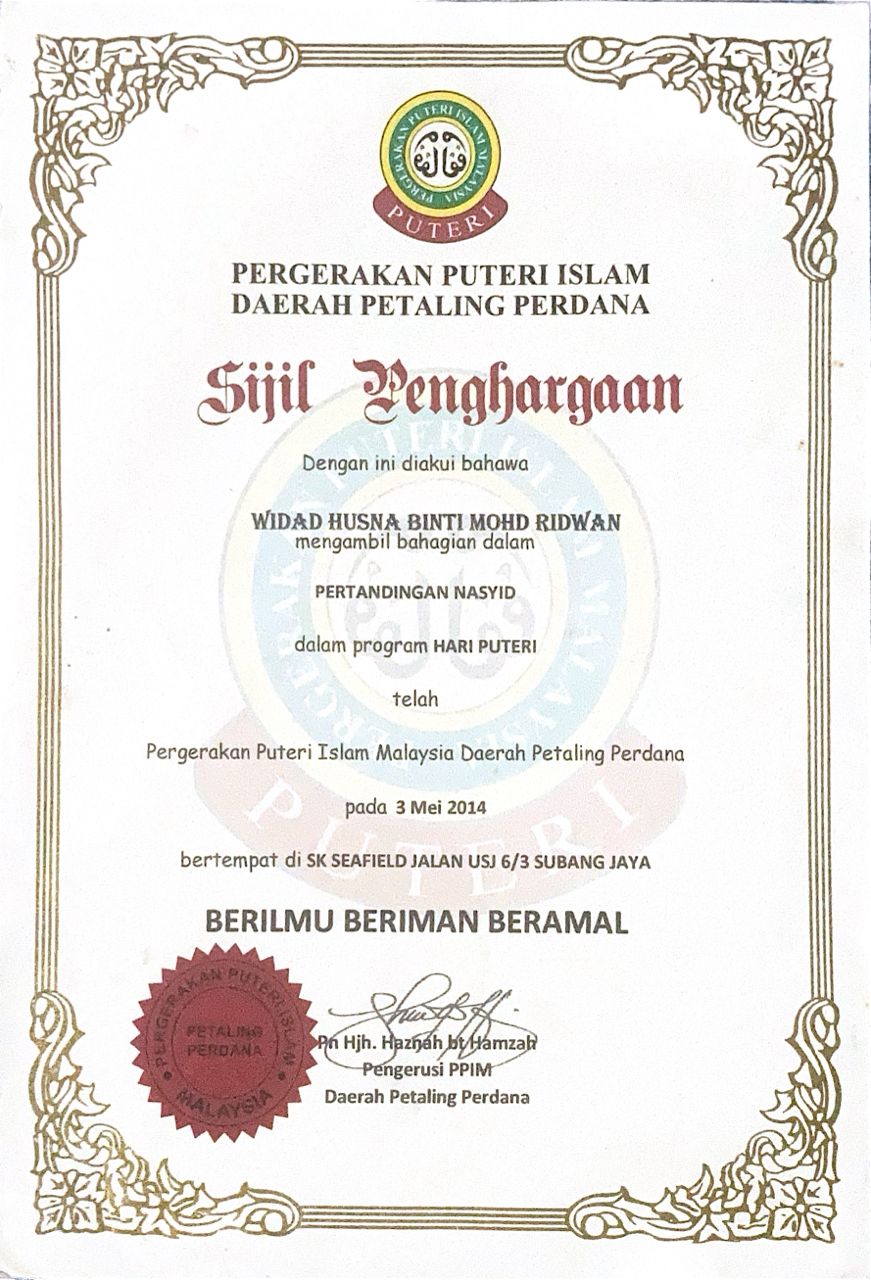 PERGERAKAN PUTERI ISLAM MALAYSIA
PUTERI
PERGERAKAN PUTERI ISLAM
DAERAH PETALING PERDANA
Sijil Penghargaan
Dengan ini diakui bahawa
WIDAD HUSNA BINTI MOHD RIDWAN
mengambil bahagian dalam
PERTANDINGAN NASYID
dalam program HARI PUTERI
telah
Pergerakan Puteri Islam Malaysia Daerah Petaling Perdana
pada 3 Mei 2014
bertempat di SK SEAFIELD JALAN USJ 6/3 SUBANG JAYA
BERILMU BERIMAN BERAMAL
PERGERAKAN PUTERI ISLAM
PETALING
PERDANA
MALAYSIA
Pn Hjh. Haznah bt Hamzah
Pengerusi PPIM
Daerah Petaling Perdana